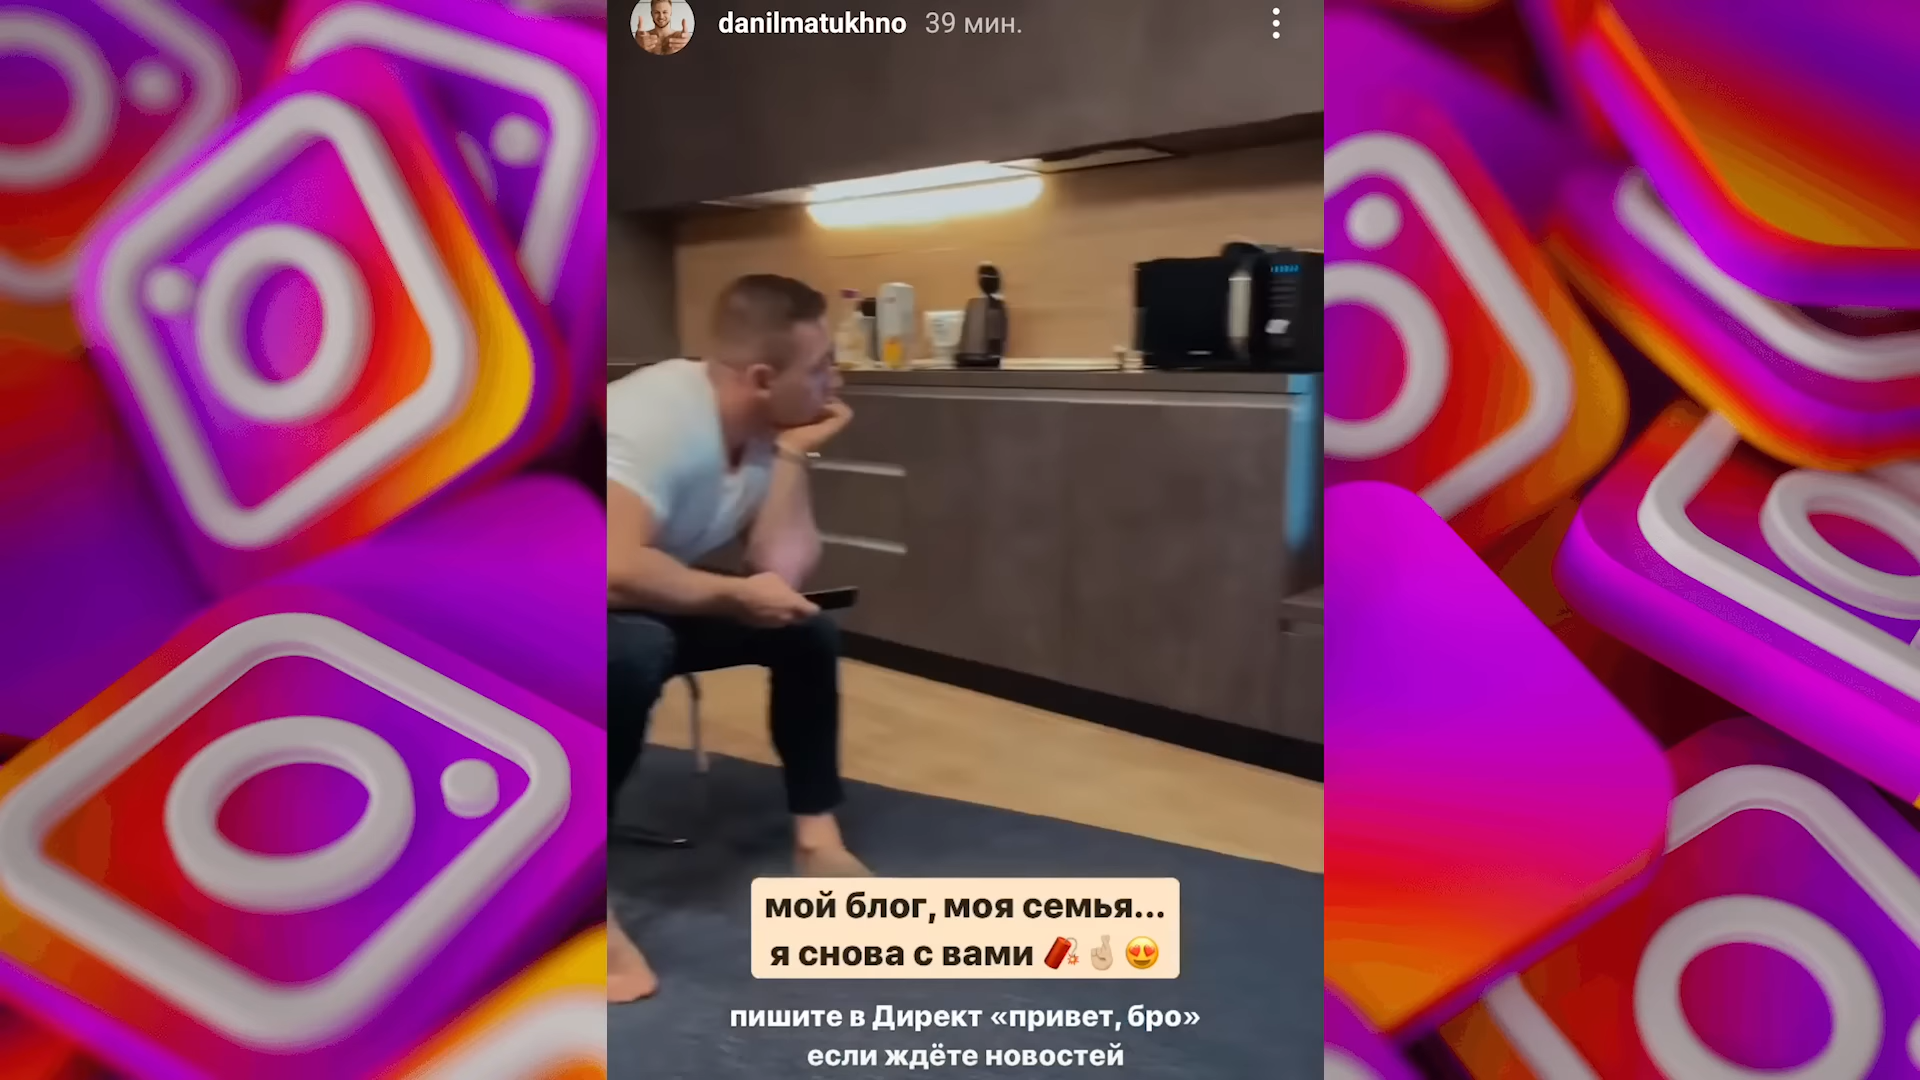 danilmatukhno 39 мин.
мой блог, моя семья...
я снова с вами 🧨🤞🏻😍
пишите в Директ «привет, бро»
если ждёте новостей